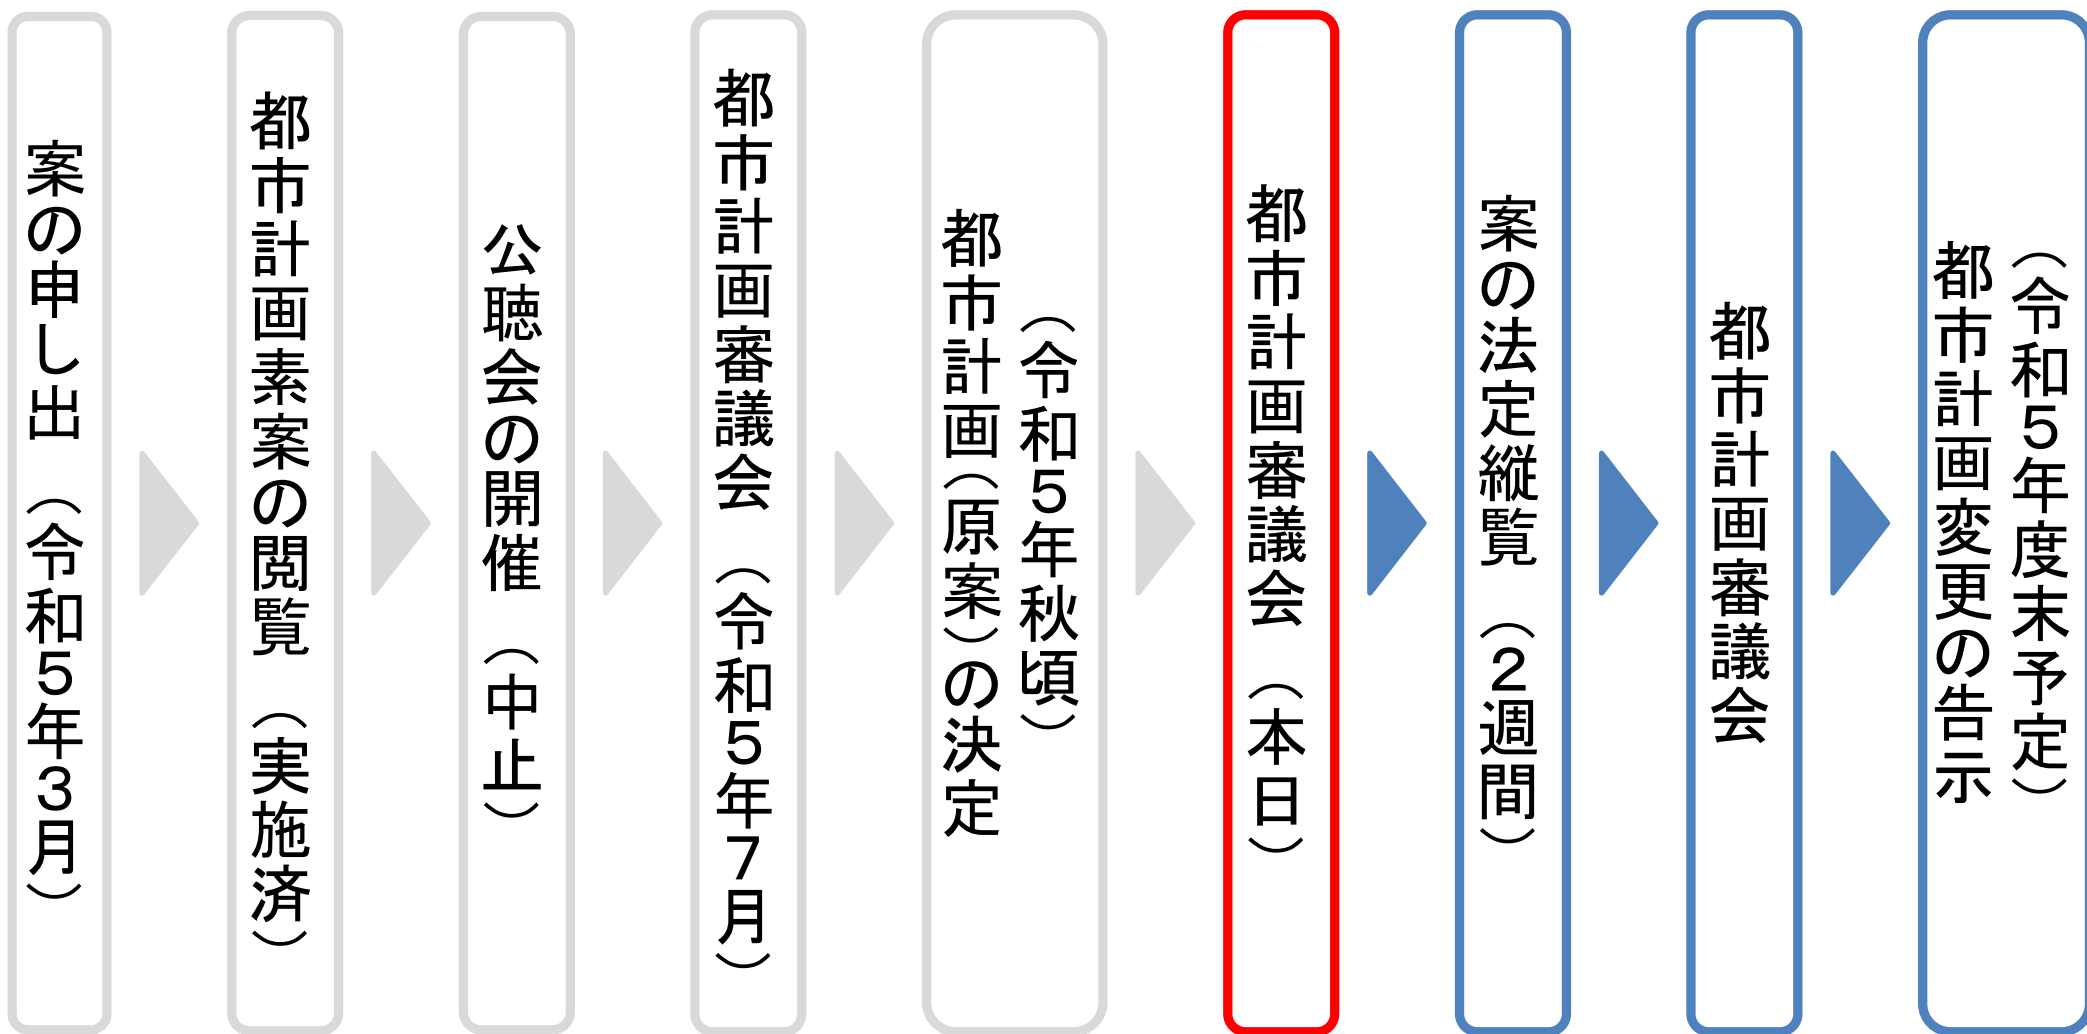 案の申し出　（令和５年３月）
都市計画素案の閲覧　（実施済）
公聴会の開催　（中止）
都市計画審議会　（令和５年７月）
（令和５年秋頃）
都市計画（原案）の決定
都市計画審議会　（本日）
案の法定縦覧　（２週間）
都市計画審議会
（令和５年度末予定）
都市計画変更の告示